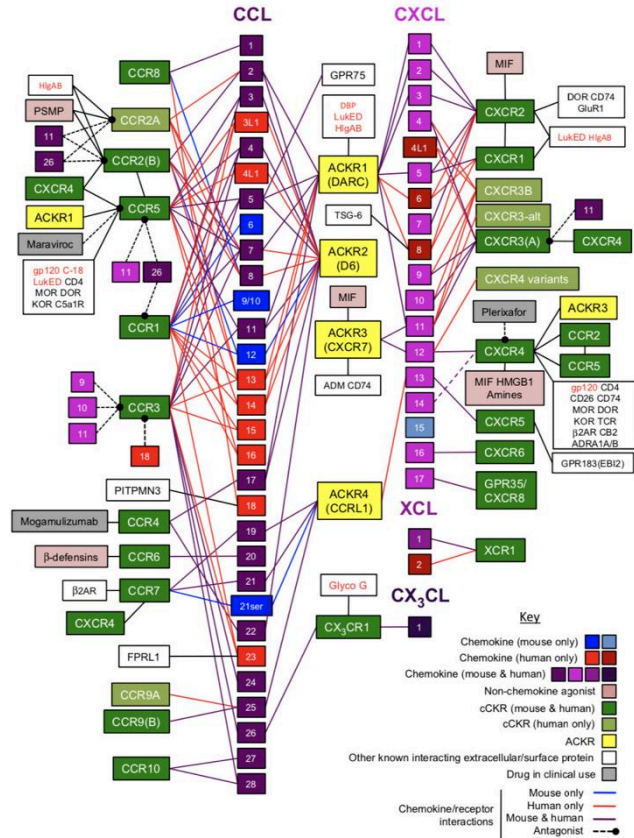 CCL
CXCL
CCR8
HIgAB
PSMP
11
26
CXCR4
ACKR1
Maraviroc
gp120 C-18
LukED CD4
MOR DOR
KOR C5a1R
CCR2A
CCR2(B)
CCR5
11
26
CCR1
9
10
11
CCR3
18
PITPMN3
Mogamulizumab
CCR4
β-defensins
CCR6
β2AR
CCR7
CXCR4
FPRL1
CCR9A
CCR9(B)
CCR10
1
2
3
3L1
4
4L1
5
6
7
8
9/10
11
12
13
14
15
16
17
18
19
20
21
21ser
22
23
24
25
26
27
28
GPR75
DBP
LukED
HIgAB
ACKR1
(DARC)
TSG-6
ACKR2
(D6)
MIF
ACKR3
(CXCR7)
ADM CD74
ACKR4
(CCRL1)
Glyco G
CX3CR1
1
2
3
4
4L1
5
6
7
8
9
10
11
12
13
14
15
16
17
XCL
1
2
XCR1
CX3CL
1
MIF
CXCR2
DOR CD74
GluR1
LukED HIgAB
CXCR1
CXCR3B
CXCR3-alt
CXCR3(A)
11
CXCR4
CXCR4 variants
Plerixafor
CXCR4
ACKR3
CCR2
CCR5
MIF HMGB1
Amines
gp120 CD4
CD26 CD74
MOR DOR
KOR TCR
β2AR CB2
ADRA1A/B
CXCR5
GPR183(EBI2)
CXCR6
GPR35/
CXCR8
Key
Chemokine (mouse only)
Chemokine (human only)
Chemokine (mouse & human)
Non-chemokine agonist
cCKR (mouse & human)
cCKR (human only)
ACKR
Other known interacting extracellular/surface protein
Drug in clinical use
Chemokine/receptor
interactions
Mouse only
Human only
Mouse & human
Antagonist